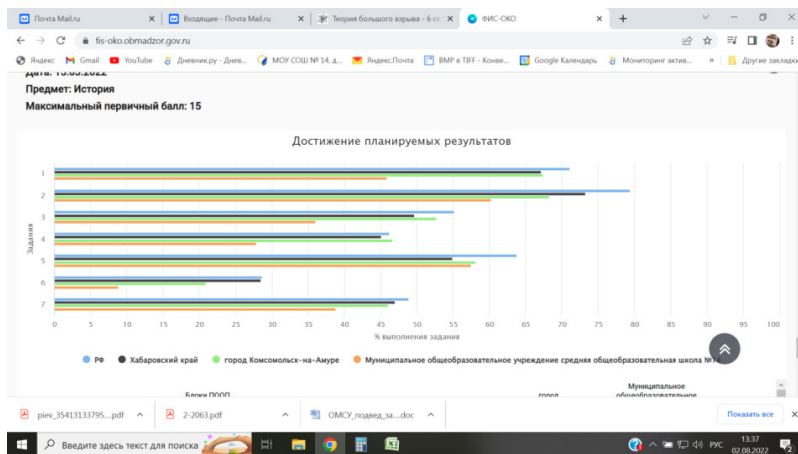 Почта Mail.ru
Входящие - Почта Mail.ru
Теория большого взрыва - 6 се
ФИС-ОКО
fis-oko.obrnadzor.gov.ru
Яндекс Gmail YouTube Дневник.ру - Днев... МОУ СОШ № 14, д... Яндекс.Почта BMP в TIFF - Конве... Google Календарь Мониторинг актив... » Другие закладки
Предмет: История
Максимальный первичный балл: 15
Достижение планируемых результатов
Задания
1
2
3
4
5
6
7
0 5 10 15 20 25 30 35 40 45 50 55 60 65 70 75 80 85 90 95 100
% выполнения задания
РФ Хабаровский край город Комсомольск-на-Амуре Муниципальное общеобразовательное учреждение средняя общеобразовательная школа №14
Муниципальное
Блоки ПООП город общеобразовательное
piev_35413133795....pdf 2-2063.pdf ОМСУ_подвед_за....doc Показать все
Введите здесь текст для поиска
РУС
13:37
02.08.2022